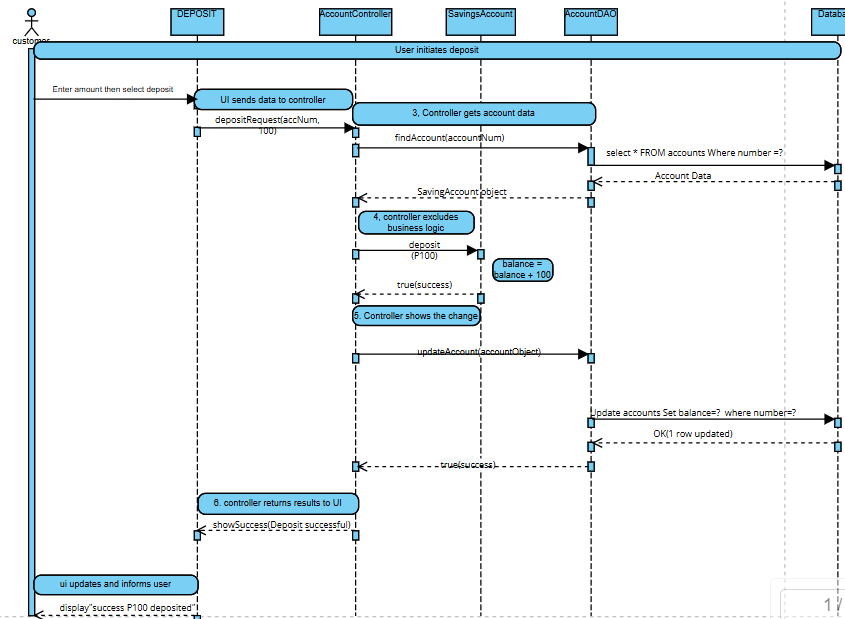 DEPOSIT
AccountController
SavingsAccount
AccountDAO
Databa
customer
User initiates deposit
Enter amount then select deposit
UI sends data to controller
3, Controller gets account data
depositRequest(accNum,
100)
findAccount(accountNum)
select * FROM accounts Where number =?
Account Data
SavingAccount object
4, controller excludes
business logic
deposit
(P100)
balance =
balance + 100
true(success)
5. Controller shows the change
updateAccount(accountObject)
Update accounts Set balance=? where number=?
OK(1 row updated)
true(success)
6. controller returns results to UI
showSuccess(Deposit successful)
ui updates and informs user
display"success P100 deposited"
1 /